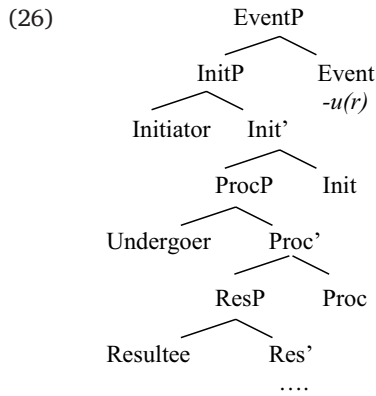 (26) EventP
InitP Event
-u(r)
Initiator Init’
ProcP Init
Undergoer Proc’
ResP Proc
Resultee Res’
....